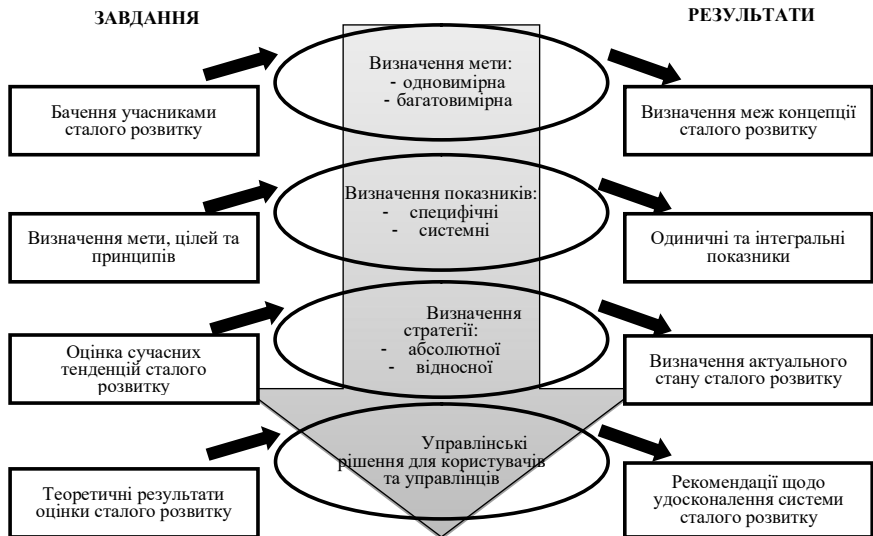 ЗАВДАННЯ
РЕЗУЛЬТАТИ
Визначення мети:
- одновимірна
- багатовимірна
Бачення учасниками
сталого розвитку
Визначення меж концепції
сталого розвитку
Визначення показників:
- специфічні
- системні
Визначення мети, цілей та
принципів
Одиничні та інтегральні
показники
Визначення
стратегії:
- абсолютної
- відносної
Оцінка сучасних
тенденцій сталого
розвитку
Визначення актуального
стану сталого розвитку
Управлінські
рішення для користувачів
та управлінців
Теоретичні результати
оцінки сталого розвитку
Рекомендації щодо
удосконалення системи
сталого розвитку